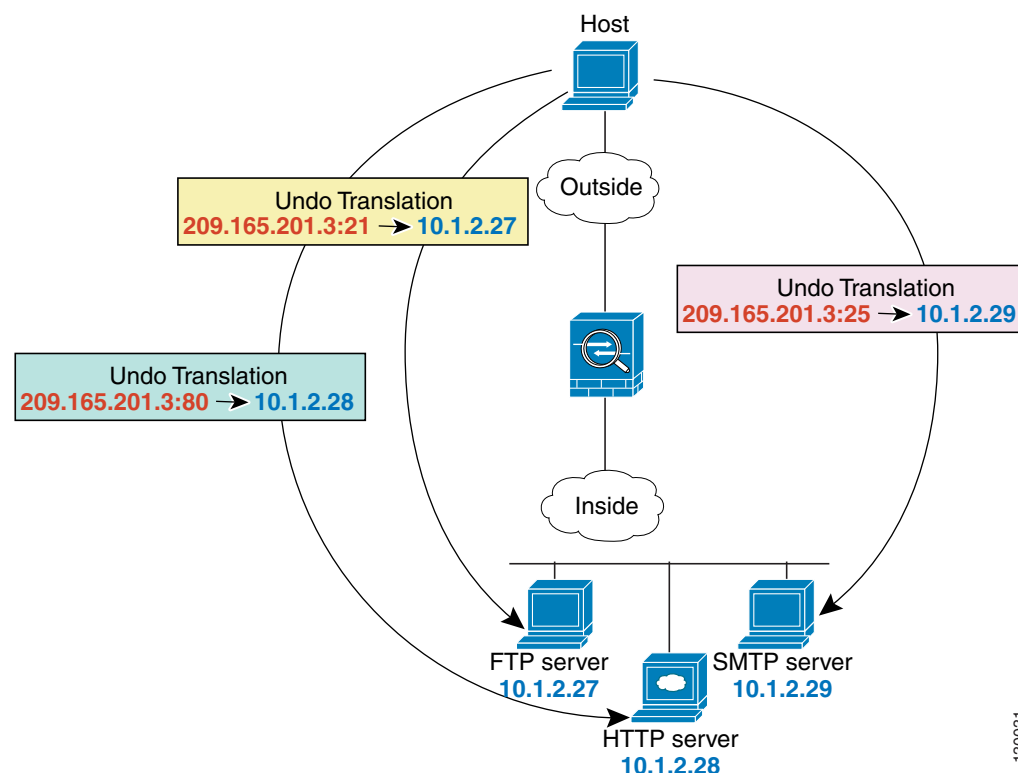 Host
Outside
Undo Translation
209.165.201.3:21 → 10.1.2.27
Undo Translation
209.165.201.3:25 → 10.1.2.29
Undo Translation
209.165.201.3:80 → 10.1.2.28
Inside
FTP server
10.1.2.27
SMTP server
10.1.2.29
HTTP server
10.1.2.28